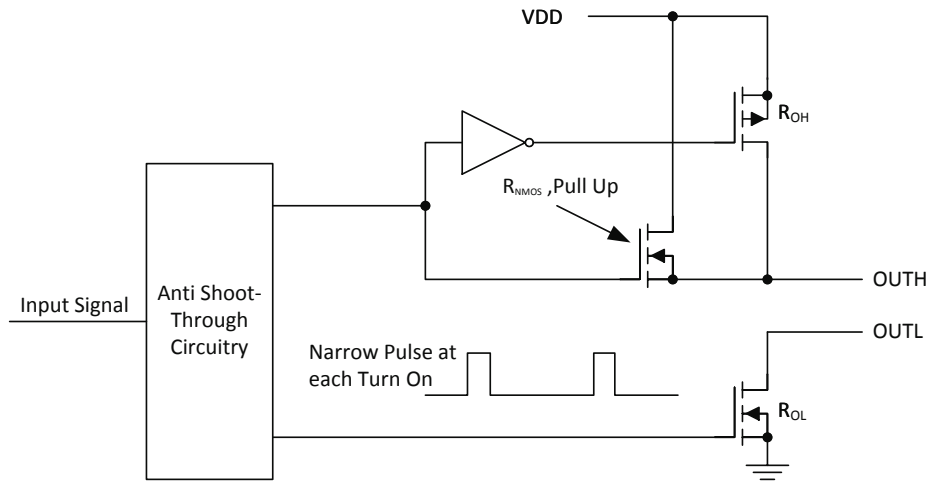 VDD
R_OH
R_NMOS ,Pull Up
OUTH
Input Signal
Anti Shoot-
Through
Circuitry
Narrow Pulse at
each Turn On
OUTL
R_OL